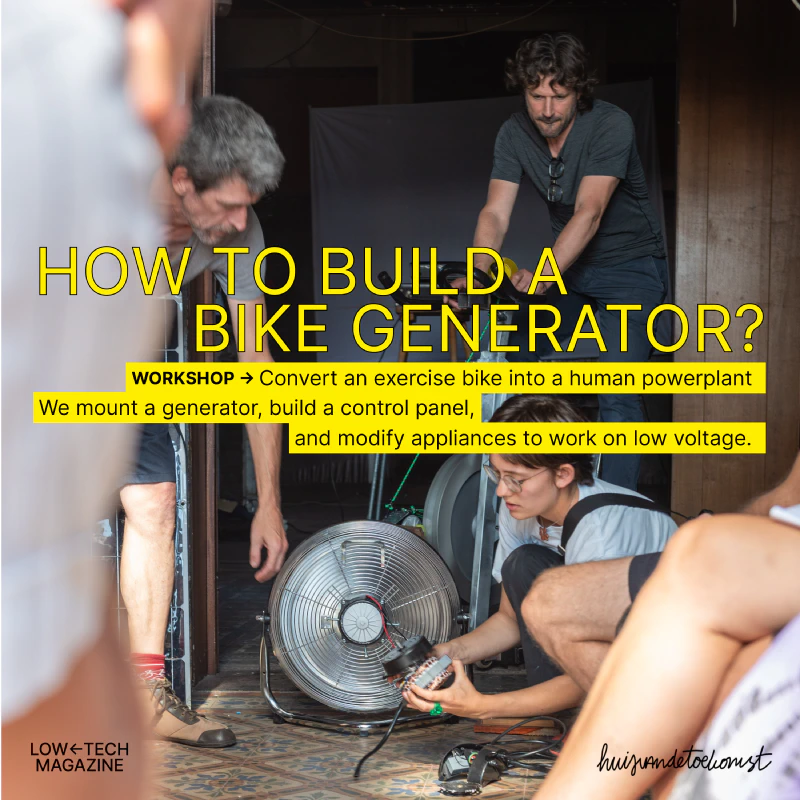 HOW TO BUILD A
BIKE GENERATOR?
WORKSHOP → Convert an exercise bike into a human powerplant
We mount a generator, build a control panel,
and modify appliances to work on low voltage.
LOW←TECH
MAGAZINE
huisvandetoekomst